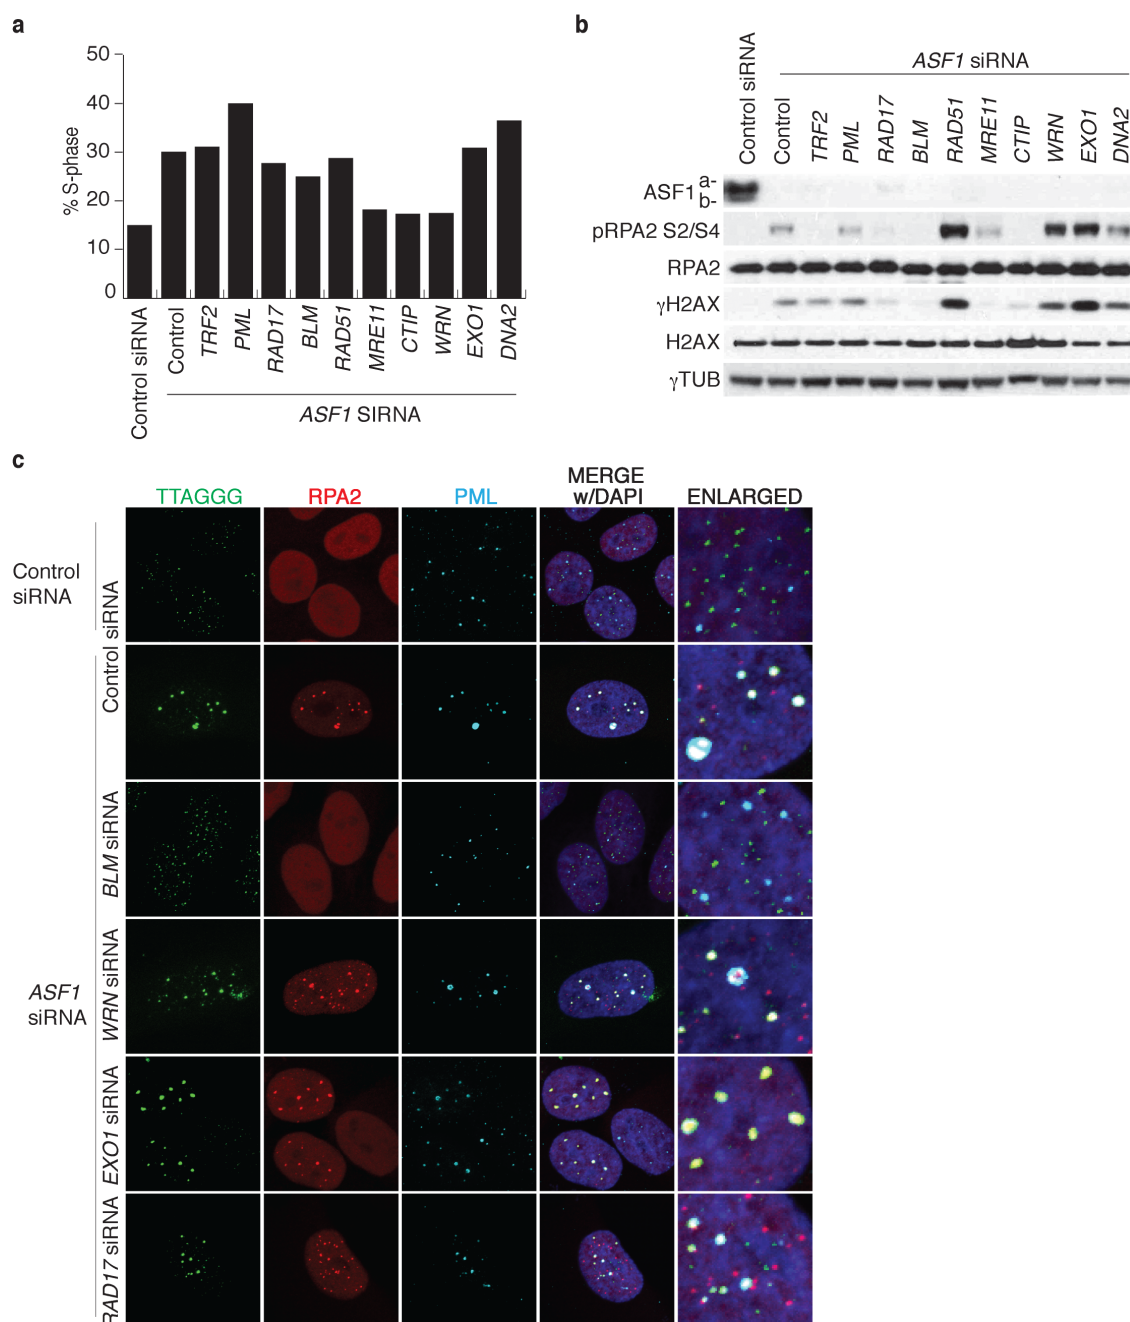 a
50
40
30
20
10
0
% S-phase
Control siRNA
Control
TRF2
PML
RAD17
BLM
RAD51
MRE11
CTIP
WRN
EXO1
DNA2
ASF1 SIRNA
b
Control siRNA
ASF1 siRNA
Control
TRF2
PML
RAD17
BLM
RAD51
MRE11
CTIP
WRN
EXO1
DNA2
ASF1 a-
b-
pRPA2 S2/S4
RPA2
γH2AX
H2AX
γTUB
c
TTAGGG RPA2 PML MERGE w/DAPI ENLARGED
Control siRNA
Control siRNA
BLM siRNA
WRN siRNA
EXO1 siRNA
RAD17 siRNA
ASF1 siRNA